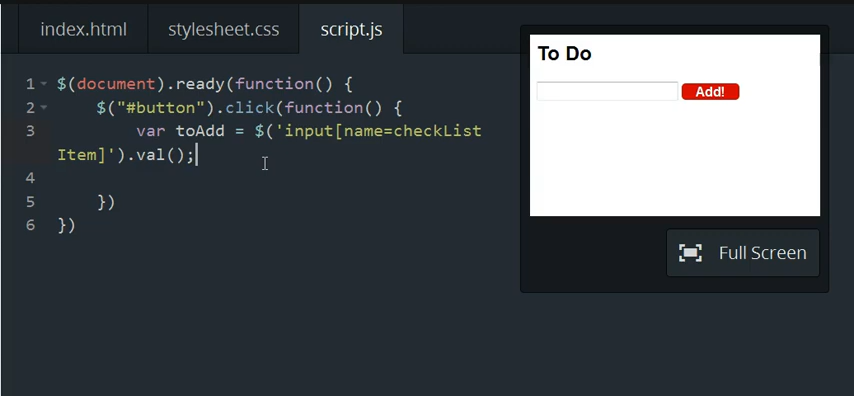 index.html stylesheet.css script.js
To Do
Add!
Full Screen
1 $(document).ready(function() {
2 $("#button").click(function() {
3 var toAdd = $('input[name=checkList
Item]').val();
4
5 })
6 })